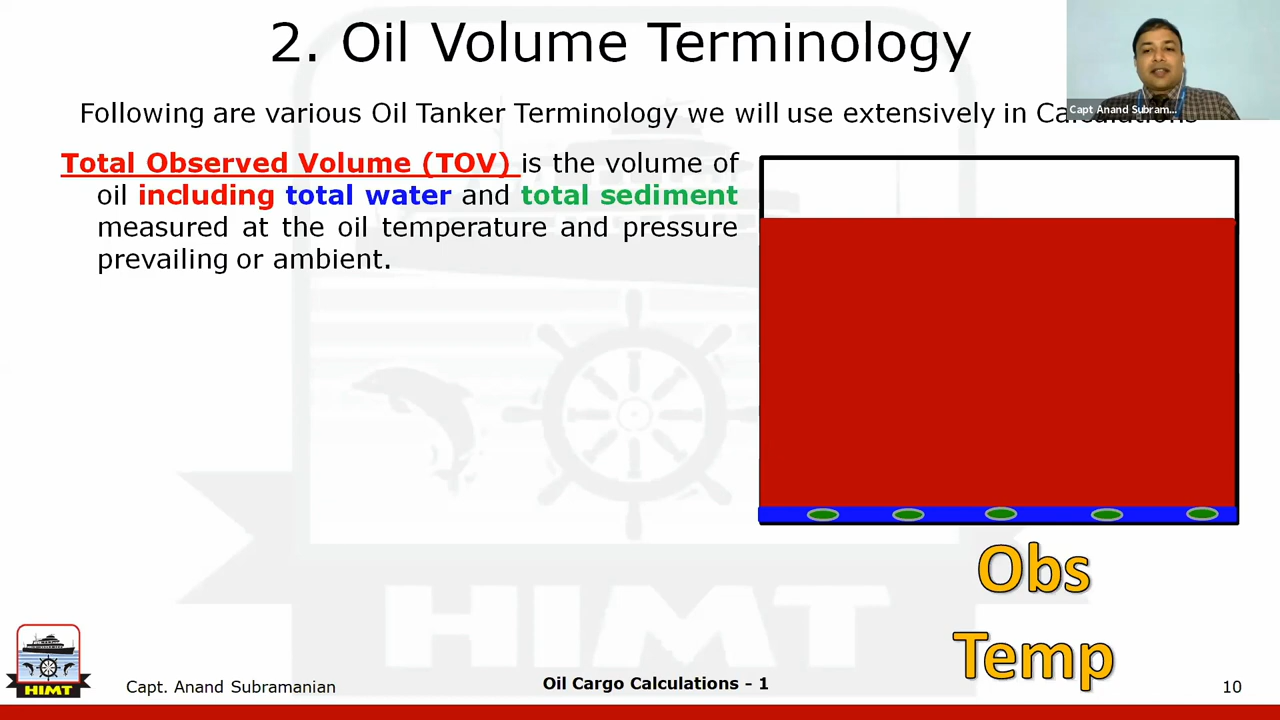 2. Oil Volume Terminology
Capt Anand Subram...
Following are various Oil Tanker Terminology we will use extensively in Calculations
Total Observed Volume (TOV) is the volume of
oil including total water and total sediment
measured at the oil temperature and pressure
prevailing or ambient.
Obs
Temp
HIMT
HIMT
Capt. Anand Subramanian
Oil Cargo Calculations - 1
10